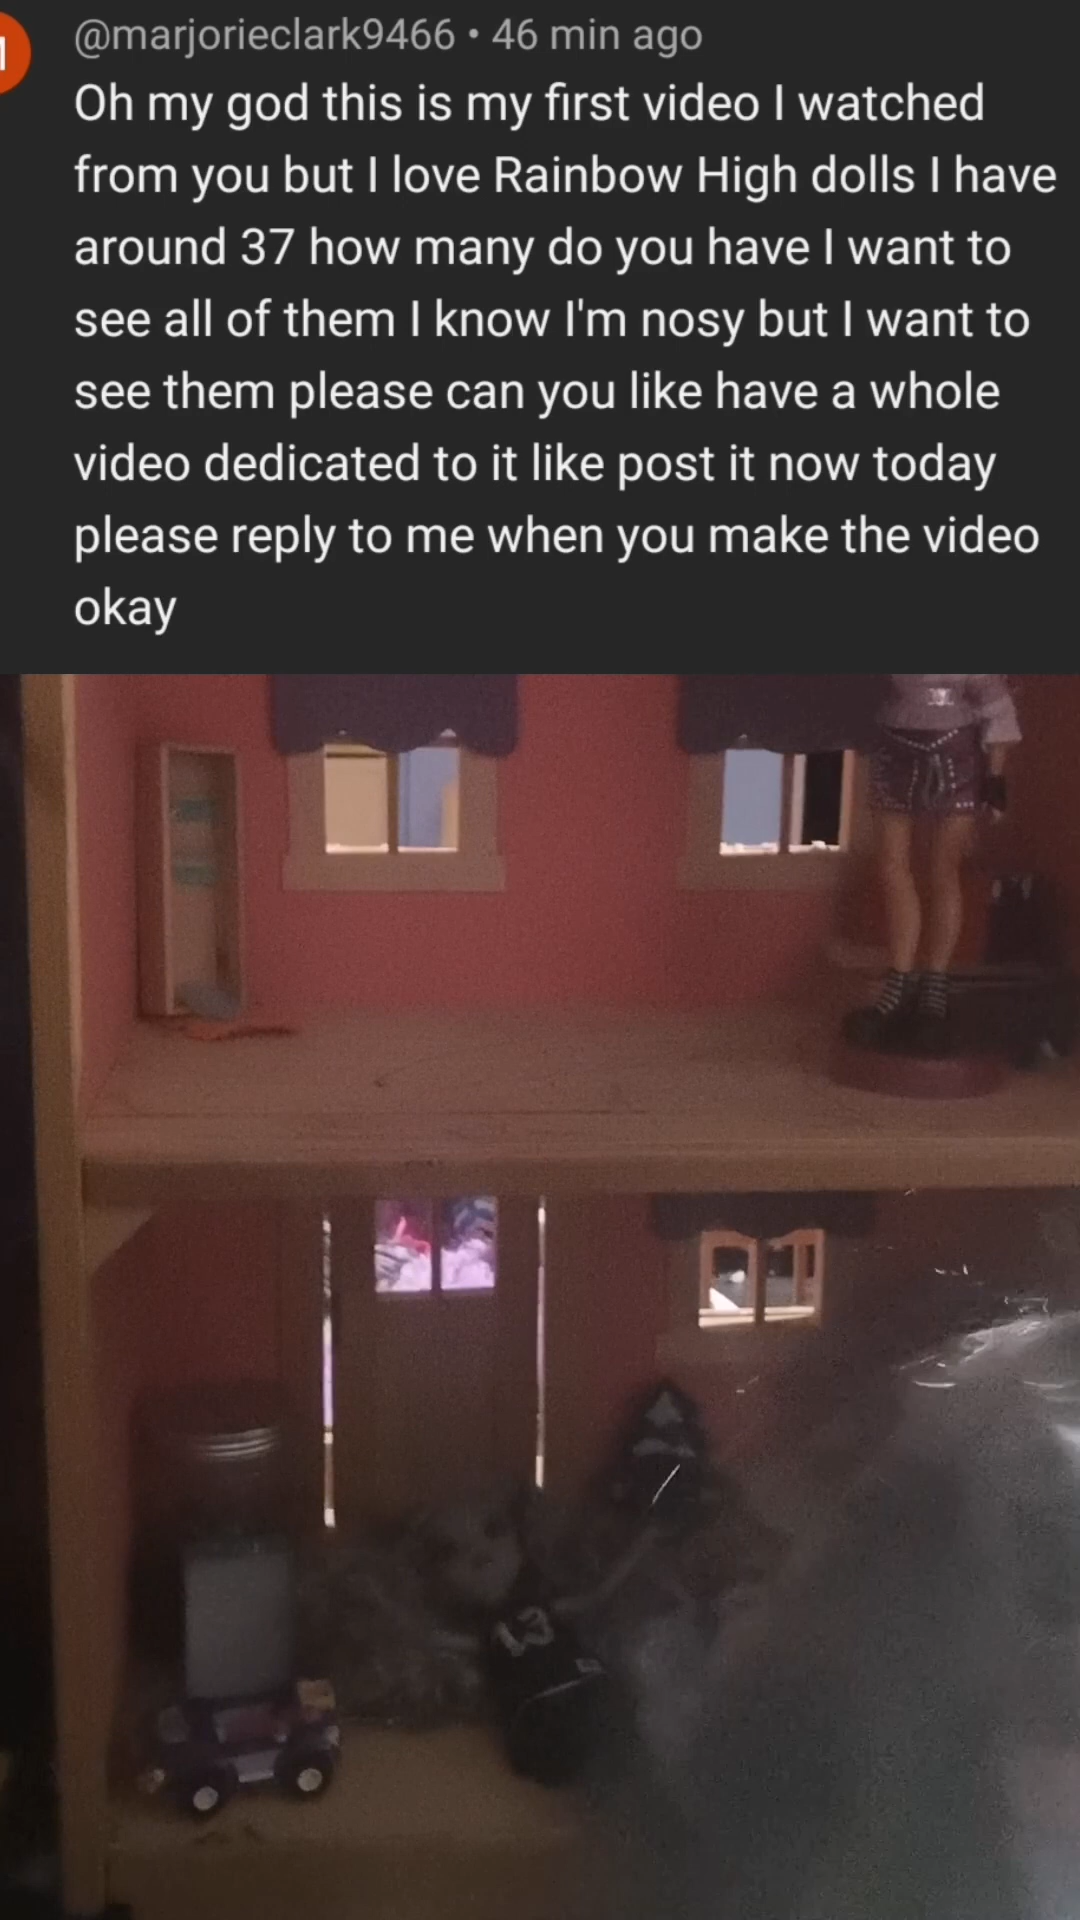 @marjorieclark9466 • 46 min ago
Oh my god this is my first video I watched
from you but I love Rainbow High dolls I have
around 37 how many do you have I want to
see all of them I know I'm nosy but I want to
see them please can you like have a whole
video dedicated to it like post it now today
please reply to me when you make the video
okay
13